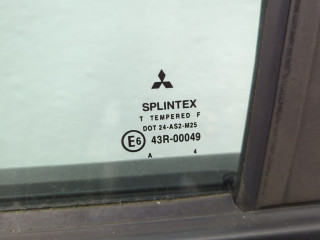 SPLINTEX
T TEMPERED F
DOT 24-AS2-M25
E6 43R-00049
A 4